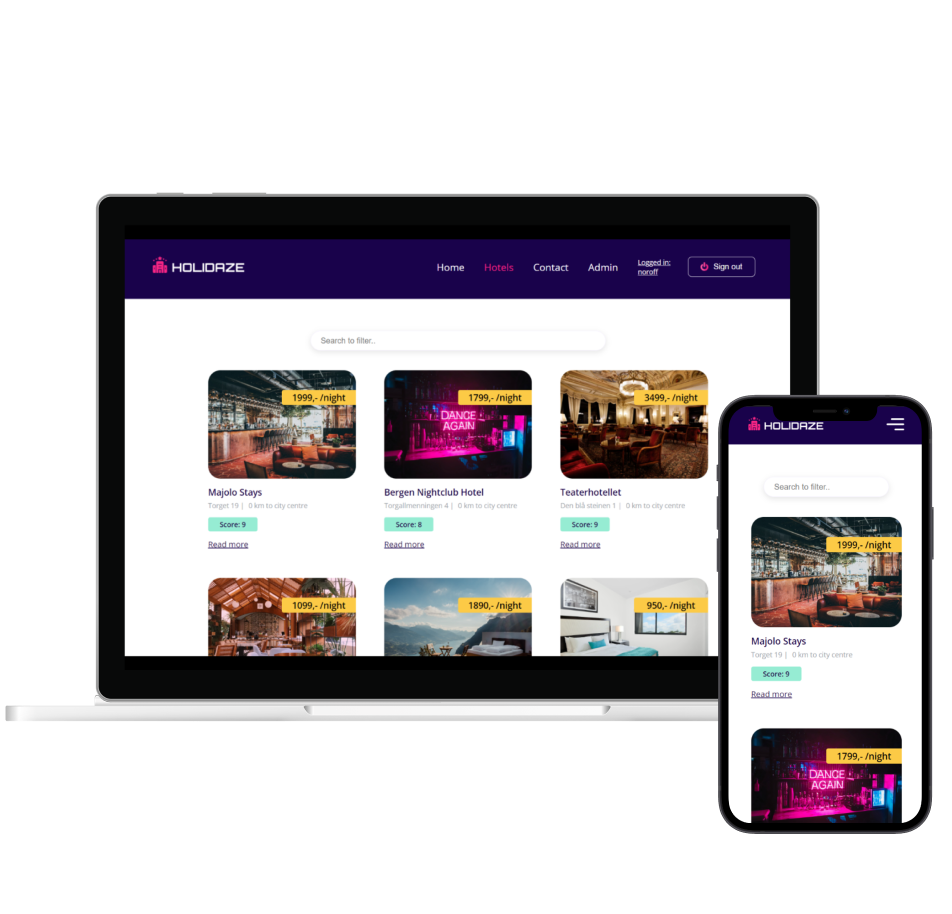 HOLIDAZE
Home Hotels Contact Admin
Logged in:
noroff
Sign out
Search to filter..
1999,- /night
1799,- /night
3499,- /night
DANCE
AGAIN
Majolo Stays
Torget 19 | 0 km to city centre
Score: 9
Read more
Bergen Nightclub Hotel
Torgallmenningen 4 | 0 km to city centre
Score: 8
Read more
Teaterhotellet
Den blå steinen 1 | 0 km to city centre
Score: 9
Read more
1099,- /night
1890,- /night
950,- /night
HOLIDAZE
Search to filter..
1999,- /night
Majolo Stays
Torget 19 | 0 km to city centre
Score: 9
Read more
1799,- /night
DANCE
AGAIN